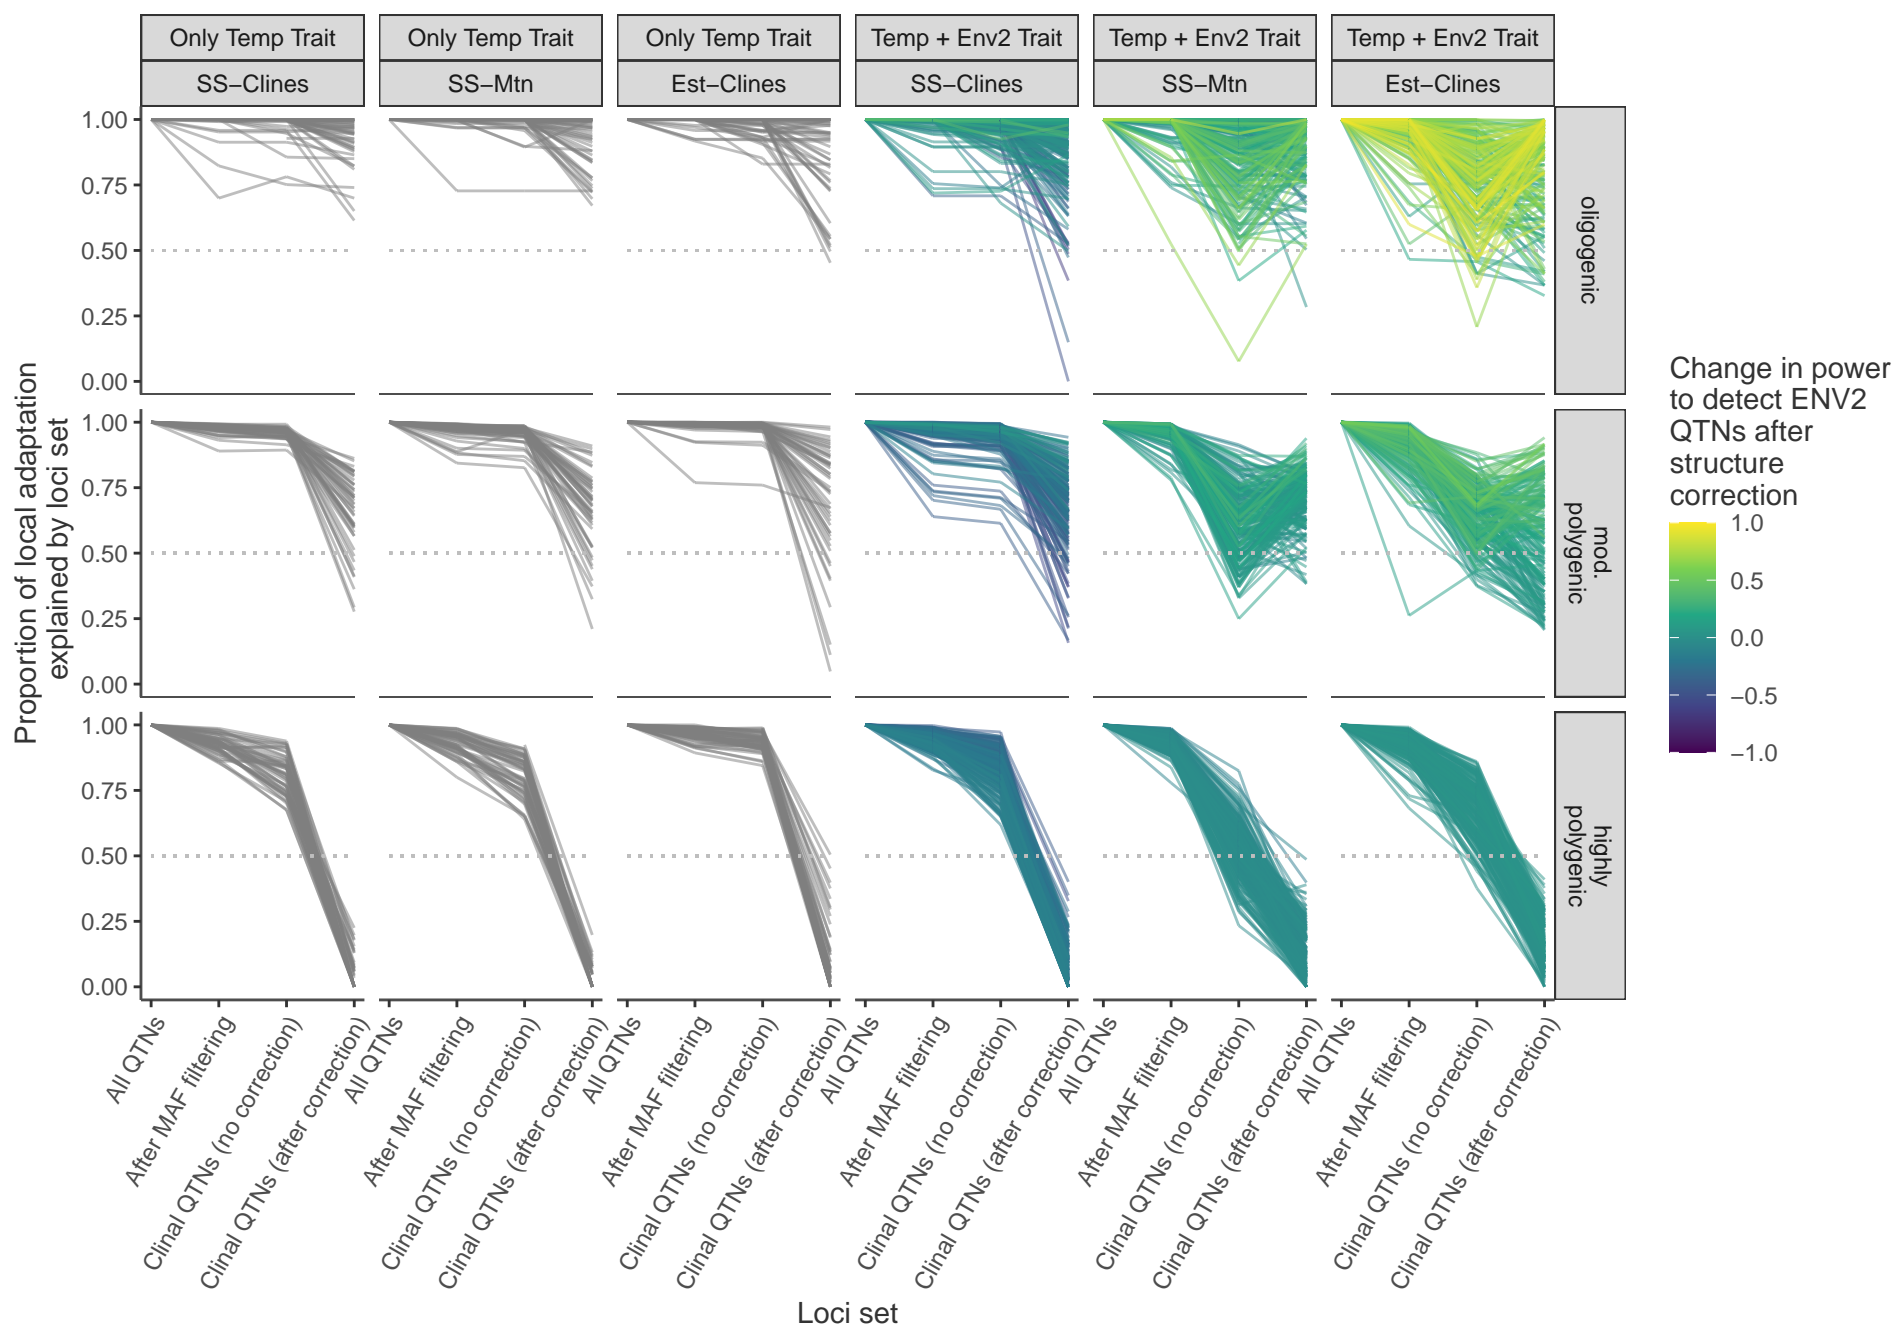 Only Temp Trait
Only Temp Trait
Only Temp Trait
Temp + Env2 Trait
Temp + Env2 Trait
Temp + Env2 Trait
SS−Clines
SS−Mtn
Est−Clines
SS−Clines
SS−Mtn
Est−Clines
1.00
0.75
0.50
0.25
0.00
oligogenic
1.00
0.75
0.50
0.25
0.00
mod.
polygenic
1.00
0.75
0.50
0.25
0.00
highly
polygenic
Proportion of local adaptation
explained by loci set
All QTNs
After MAF filtering
Clinal QTNs (no correction)
Clinal QTNs (after correction)
All QTNs
After MAF filtering
Clinal QTNs (no correction)
Clinal QTNs (after correction)
All QTNs
After MAF filtering
Clinal QTNs (no correction)
Clinal QTNs (after correction)
All QTNs
After MAF filtering
Clinal QTNs (no correction)
Clinal QTNs (after correction)
All QTNs
After MAF filtering
Clinal QTNs (no correction)
Clinal QTNs (after correction)
All QTNs
After MAF filtering
Clinal QTNs (no correction)
Clinal QTNs (after correction)
Loci set
Change in power
to detect ENV2
QTNs after
structure
correction
1.0
0.5
0.0
−0.5
−1.0